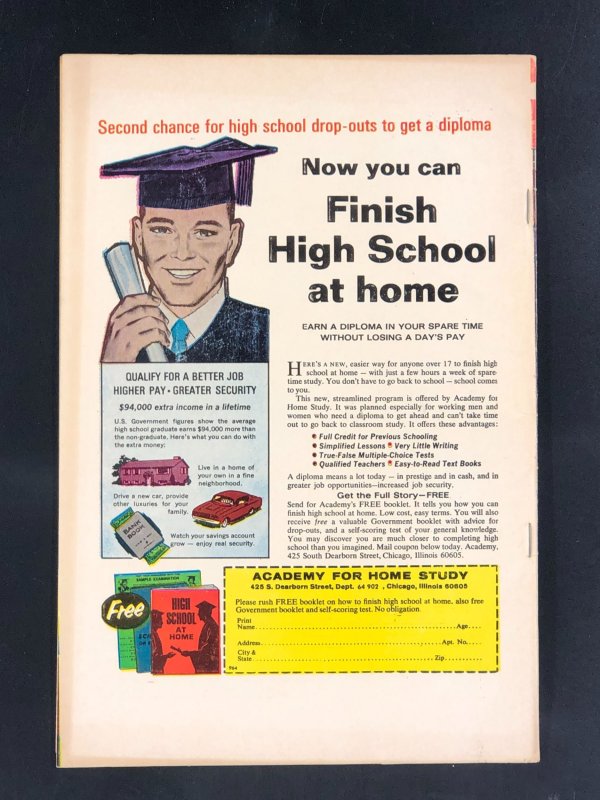 Second chance for high school drop-outs to get a diploma
Now you can
Finish
High School
at home
EARN A DIPLOMA IN YOUR SPARE TIME
WITHOUT LOSING A DAY'S PAY
QUALIFY FOR A BETTER JOB
HIGHER PAY • GREATER SECURITY
$94,000 extra income in a lifetime
U.S. Government figures show the average
high school graduate earns $94,000 more than
the non-graduate. Here's what you can do with
the extra money:
Live in a home of
your own in a fine
neighborhood.
Drive a new car, provide
other luxuries for your
family.
BANK
BOOK
Watch your savings account
grow — enjoy real security.
HERE'S A NEW, easier way for anyone over 17 to finish high
school at home — with just a few hours a week of spare-
time study. You don't have to go back to school — school comes
to you.
This new, streamlined program is offered by Academy for
Home Study. It was planned especially for working men and
women who need a diploma to get ahead and can't take time
out to go back to classroom study. It offers these advantages:
• Full Credit for Previous Schooling
• Simplified Lessons • Very Little Writing
• True-False Multiple-Choice Tests
• Qualified Teachers • Easy-to-Read Text Books
A diploma means a lot today — in prestige and in cash, and in
greater job opportunities—increased job security.
Get the Full Story—FREE
Send for Academy's FREE booklet. It tells you how you can
finish high school at home. Low cost, easy terms. You will also
receive free a valuable Government booklet with advice for
drop-outs, and a self-scoring test of your general knowledge.
You may discover you are much closer to completing high
school than you imagined. Mail coupon below today. Academy,
425 South Dearborn Street, Chicago, Illinois 60605.
SAMPLE EXAMINATION
Free
HIGH
SCHOOL
AT
HOME
ACADEMY FOR HOME STUDY
425 S. Dearborn Street, Dept. 64 902 , Chicago, Illinois 60605
Please rush FREE booklet on how to finish high school at home, also free
Government booklet and self-scoring test. No obligation.
Print
Name Age
Address Apt. No.
City &
State Zip
964